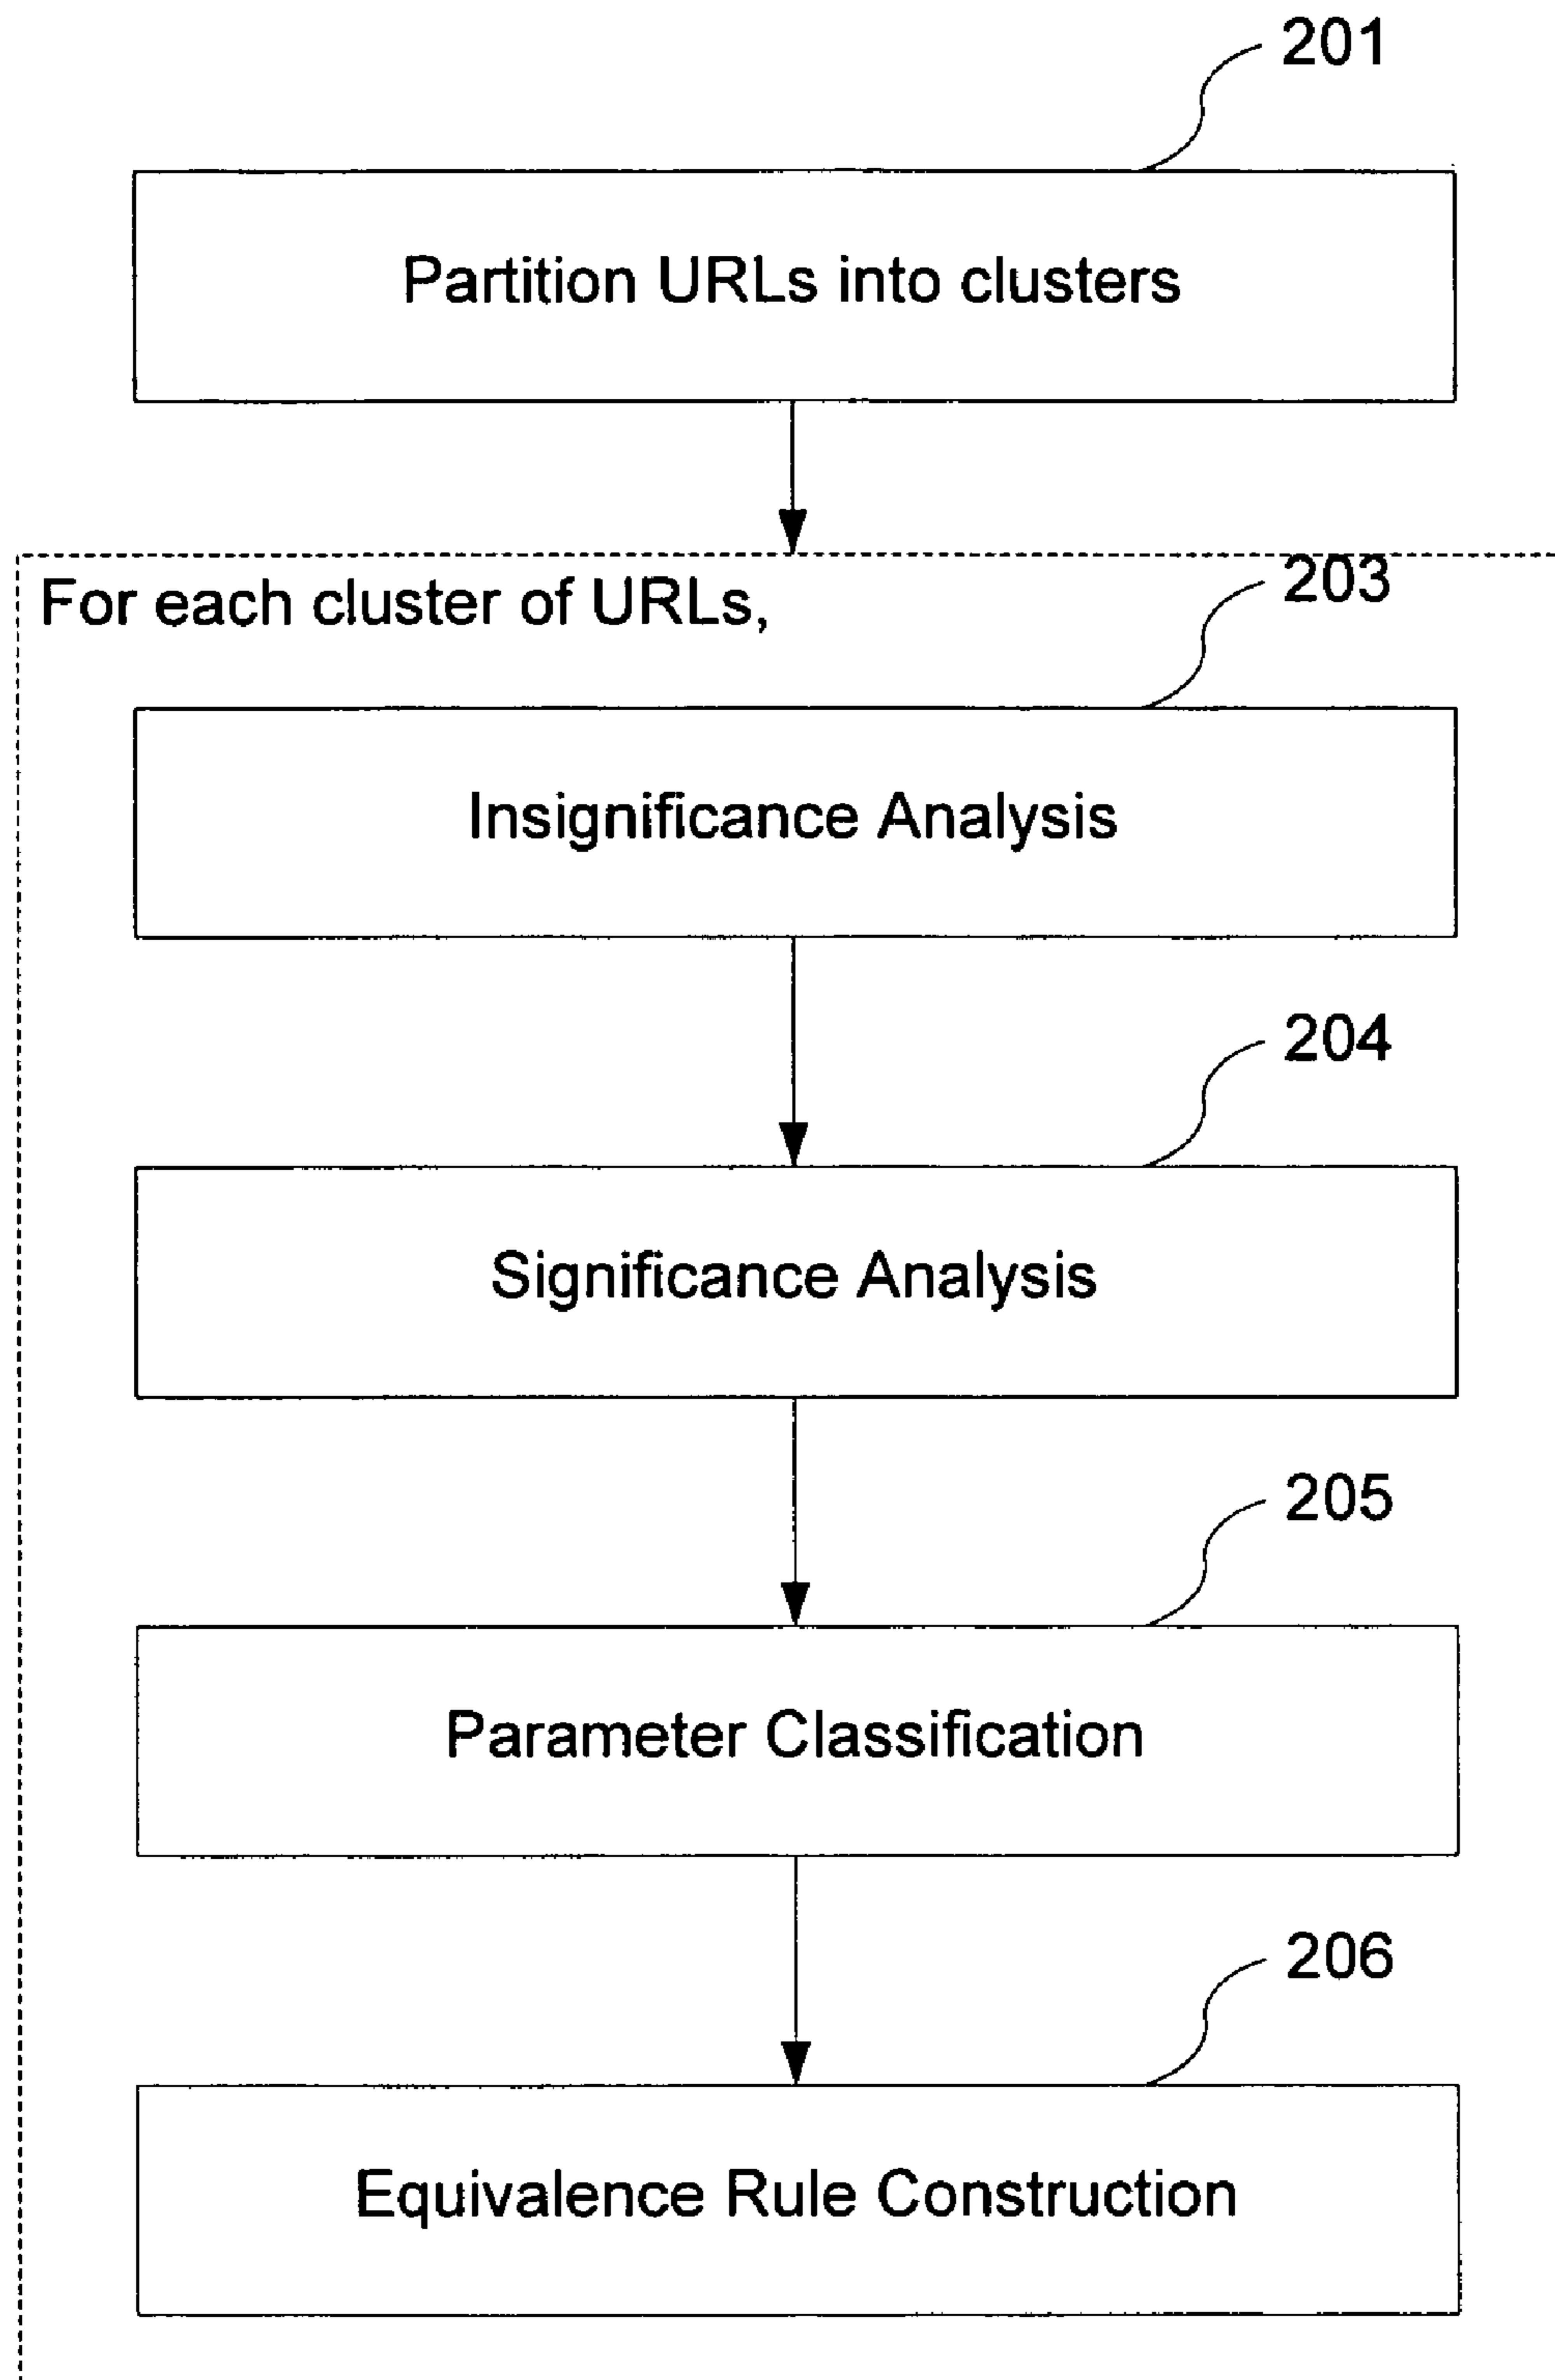 201
Partition URLs into clusters
For each cluster of URLs,
203
Insignificance Analysis
204
Significance Analysis
205
Parameter Classification
206
Equivalence Rule Construction